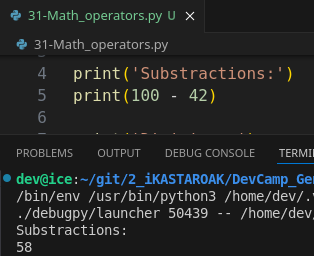 31-Math_operators.py U
31-Math_operators.py
4 print('Substractions:')
5 print(100 - 42)
6
PROBLEMS OUTPUT DEBUG CONSOLE TERMI
dev@ice:~/git/2_iKASTAROAK/DevCamp_Ge
/bin/env /usr/bin/python3 /home/dev/.
./debugpy/launcher 50439 -- /home/dev/
Substractions:
58